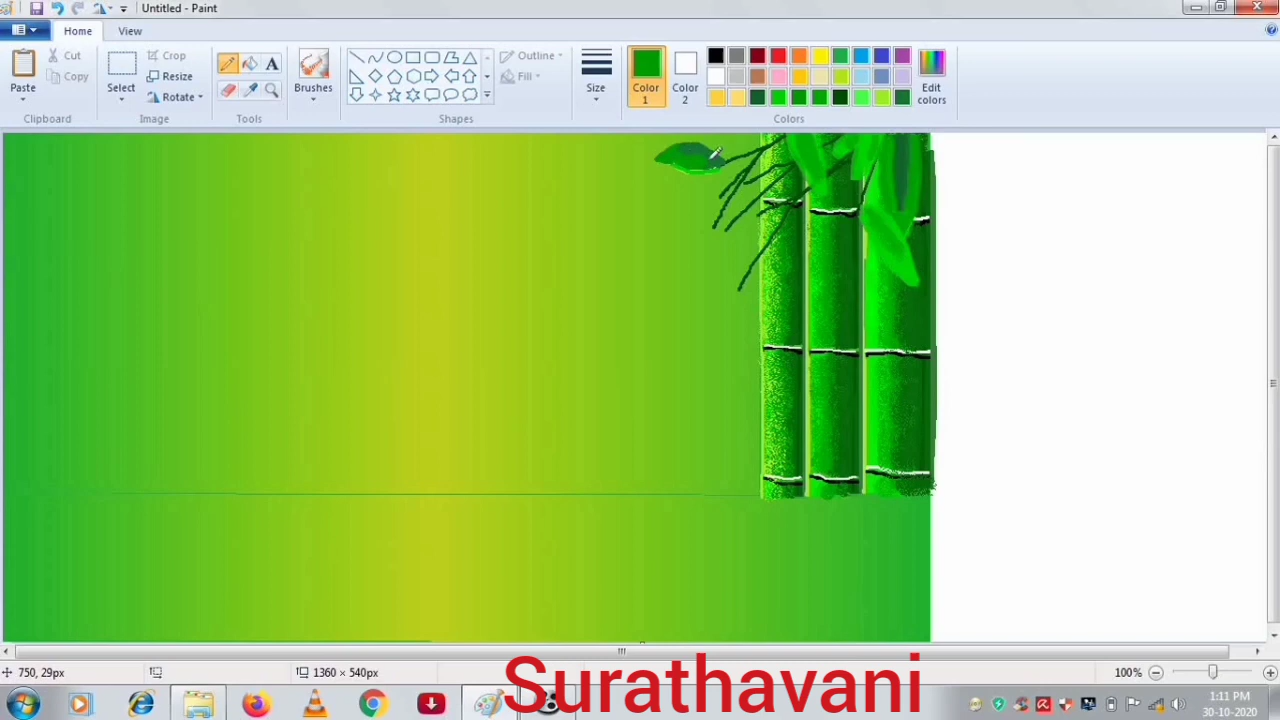 Untitled - Paint
Home View
Paste
Cut
Copy
Clipboard
Select
Crop
Resize
Rotate
Image
A
Tools
Brushes
Outline
Fill
Shapes
Size
Color 1
Color 2
Edit colors
Colors
750, 29px
1360 × 540px
100%
1:11 PM
30-10-2020
Surathavani